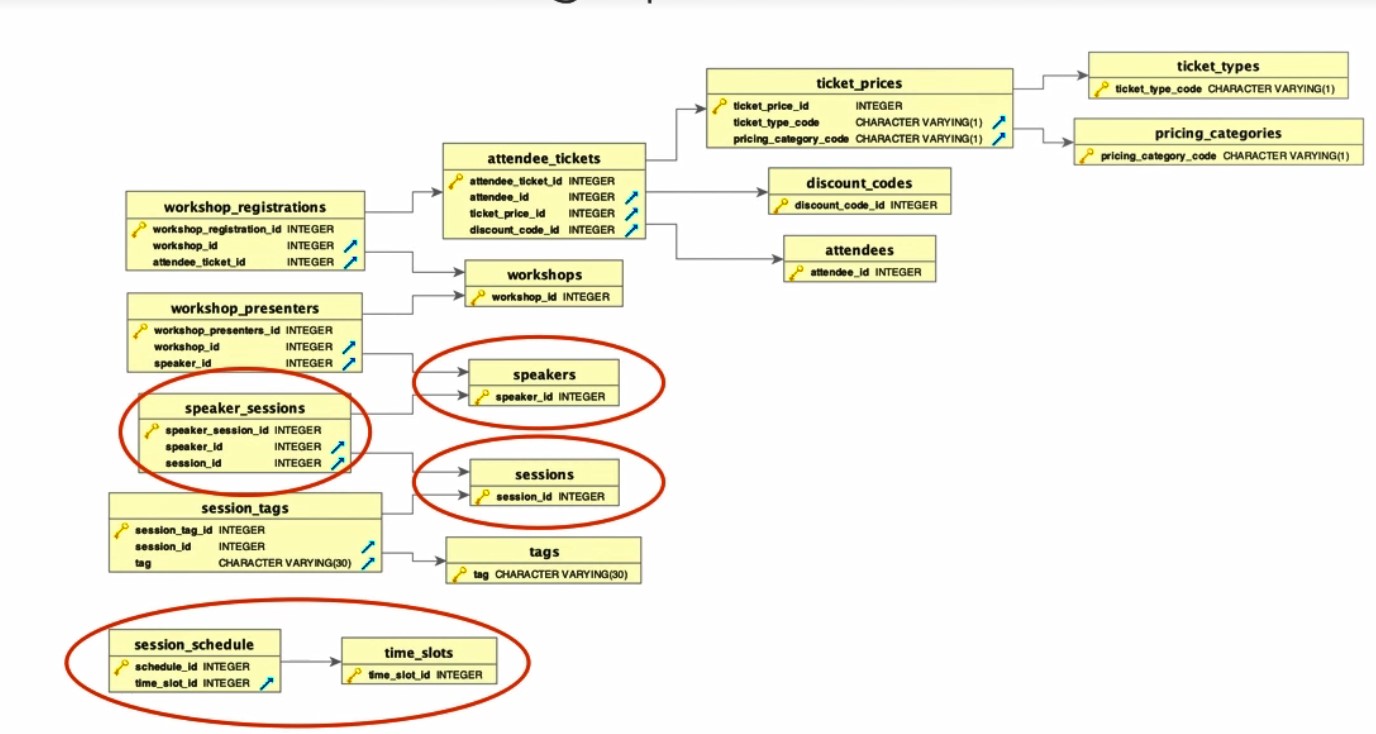 ticket_types
ticket_type_code CHARACTER VARYING(1)
ticket_prices
ticket_price_id INTEGER
ticket_type_code CHARACTER VARYING(1)
pricing_category_code CHARACTER VARYING(1)
pricing_categories
pricing_category_code CHARACTER VARYING(1)
attendee_tickets
attendee_ticket_id INTEGER
attendee_id INTEGER
ticket_price_id INTEGER
discount_code_id INTEGER
discount_codes
discount_code_id INTEGER
attendees
attendee_id INTEGER
workshop_registrations
workshop_registration_id INTEGER
workshop_id INTEGER
attendee_ticket_id INTEGER
workshops
workshop_id INTEGER
workshop_presenters
workshop_presenters_id INTEGER
workshop_id INTEGER
speaker_id INTEGER
speakers
speaker_id INTEGER
speaker_sessions
speaker_session_id INTEGER
speaker_id INTEGER
session_id INTEGER
sessions
session_id INTEGER
session_tags
session_tag_id INTEGER
session_id INTEGER
tag CHARACTER VARYING(30)
tags
tag CHARACTER VARYING(30)
session_schedule
schedule_id INTEGER
time_slot_id INTEGER
time_slots
time_slot_id INTEGER